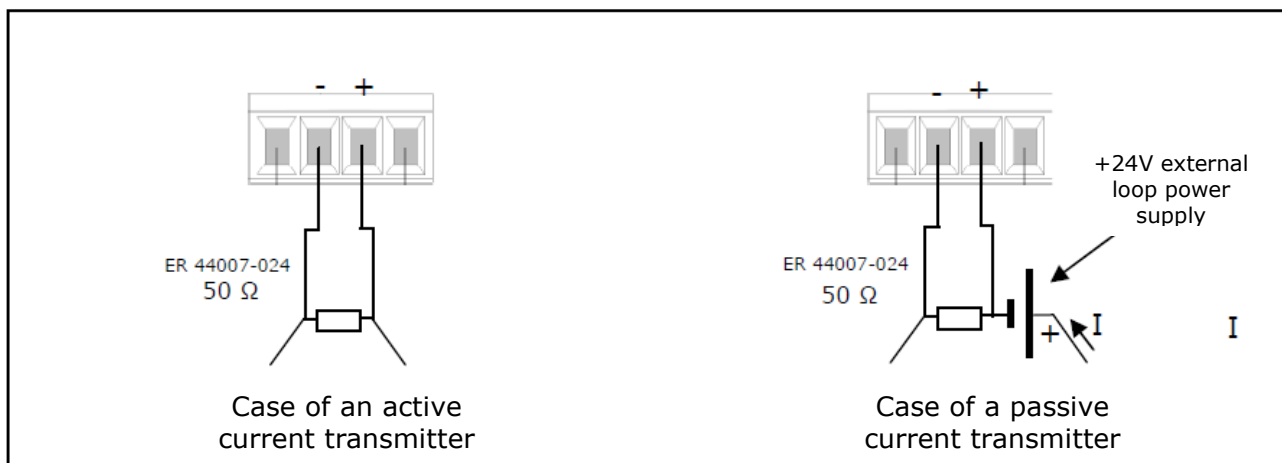 - +
ER 44007-024
50 Ω
Case of an active
current transmitter
- +
+24V external
loop power
supply
ER 44007-024
50 Ω
+
I
I
Case of a passive
current transmitter